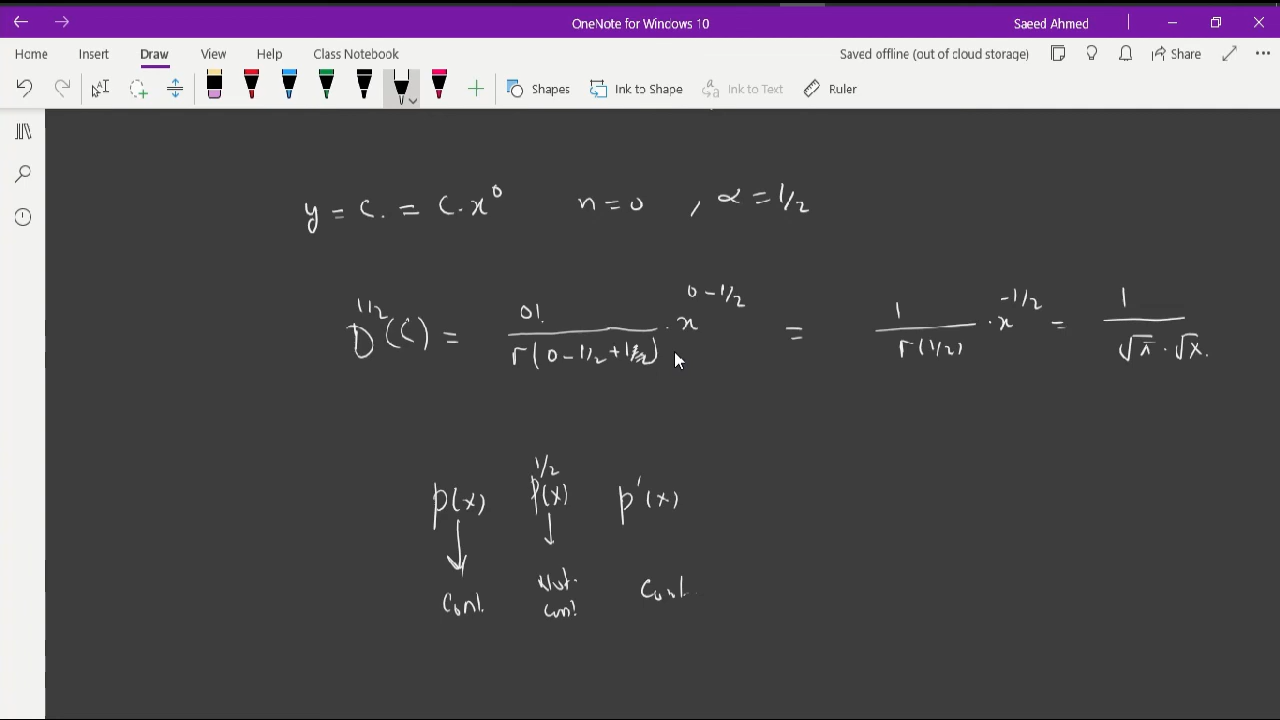 OneNote for Windows 10
Saeed Ahmed
Home Insert Draw View Help Class Notebook
Saved offline (out of cloud storage) Share
Shapes Ink to Shape Ink to Text Ruler
y = C. = C.x^0 n=0 , α = 1/2
D^1/2(C) = 0!/Γ(0-1/2+1) . x^0-1/2 = 1/Γ(1/2) . x^-1/2 = 1/√π.√x.
p(x) p^1/2(x) p'(x)
Cont. Not. cont. Cont.